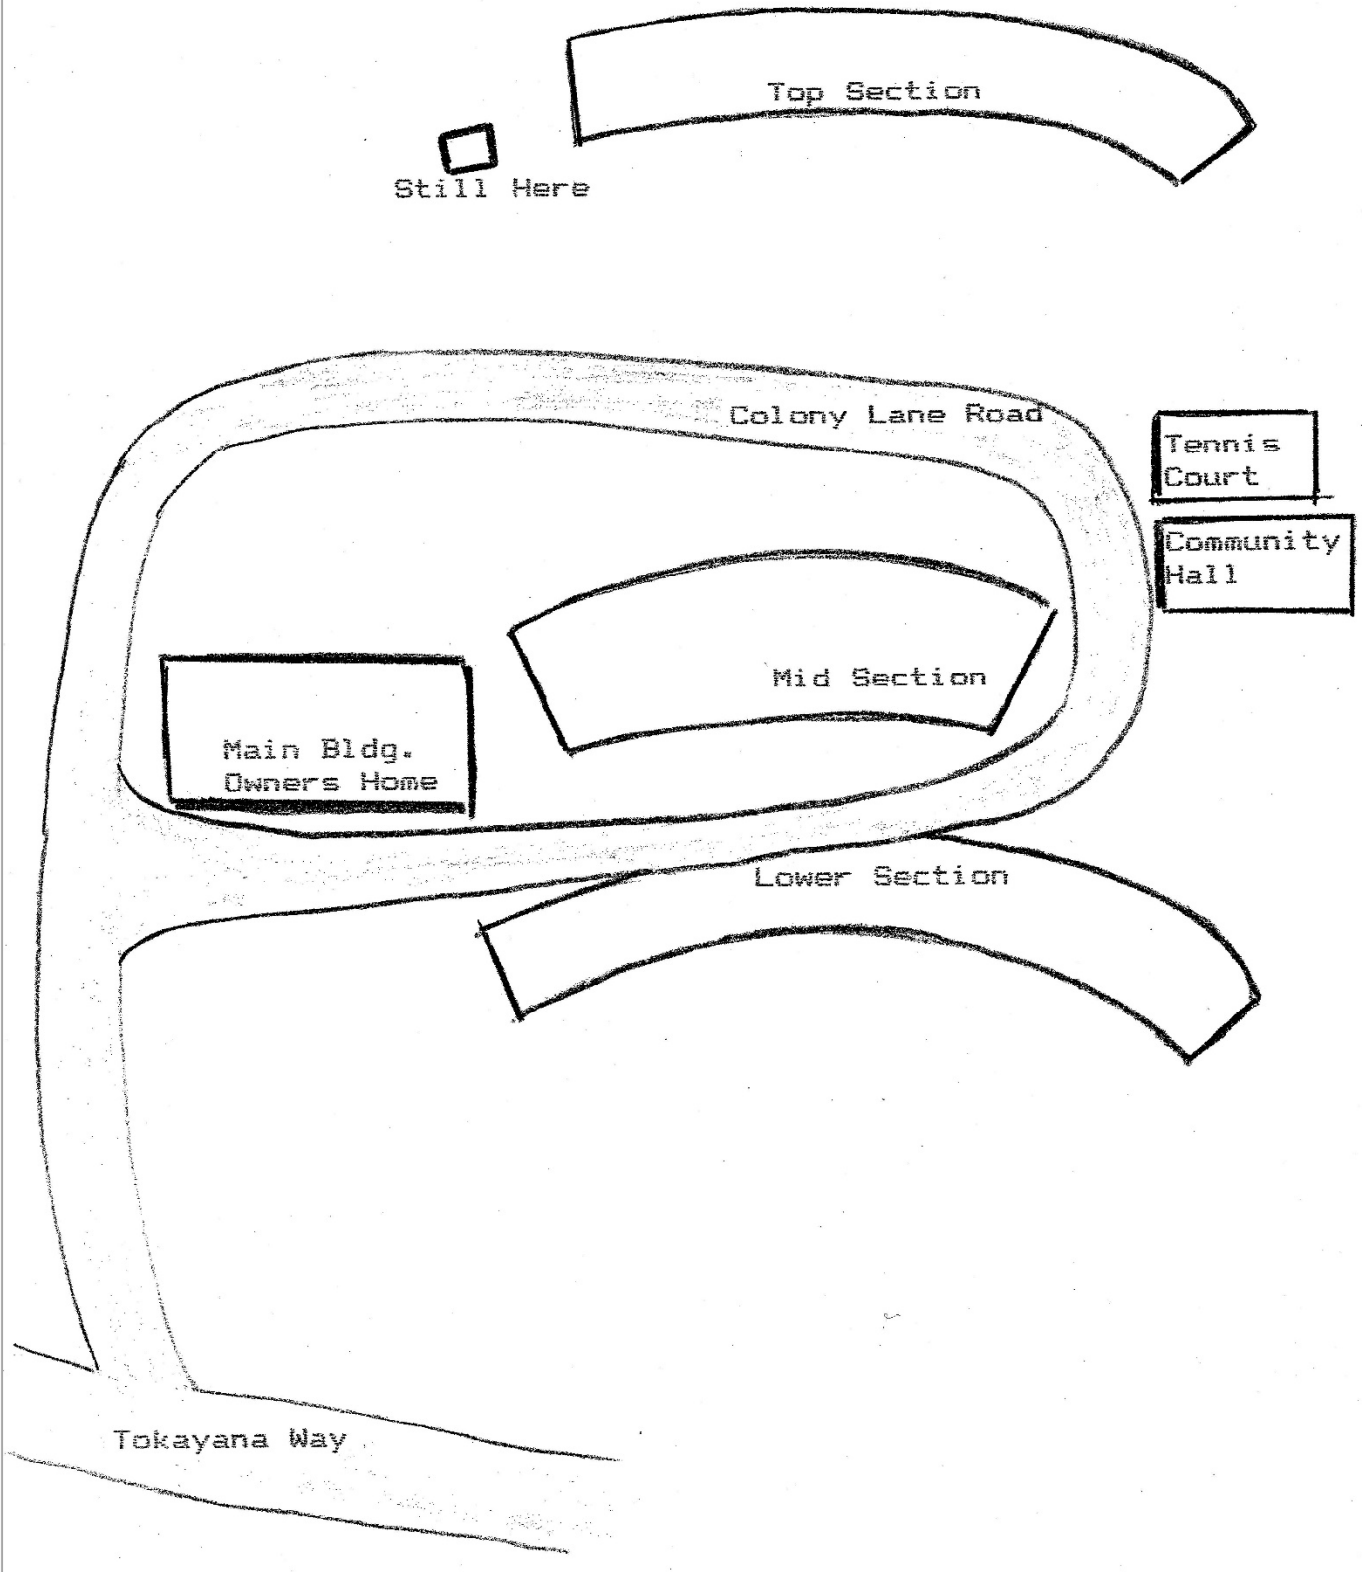 Top Section
Still Here
Colony Lane Road
Tennis
Court
Community
Hall
Mid Section
Main Bldg.
Owners Home
Lower Section
Tokayana Way